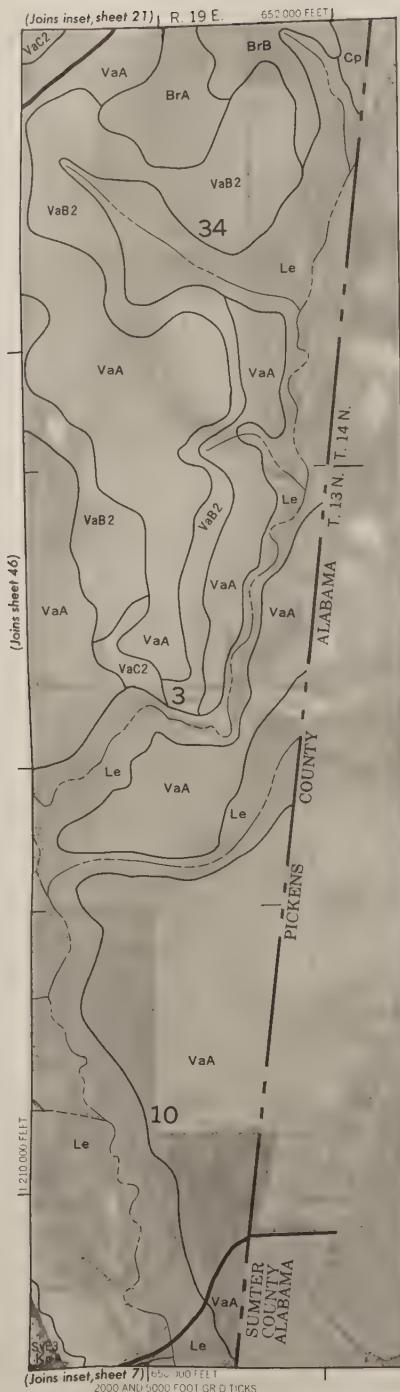 (Joins inset, sheet 21)
R. 19 E.
650 000 FEET
VaC2
VaA
BrB
Cp
BrA
VaB2
VaB2
34
Le
VaA
VaA
T. 14 N.
T. 13 N.
Le
VaB2
VaB2
(Joins sheet 46)
VaA
VaA
VaA
ALABAMA
VaA
VaC2
3
Le
VaA
Le
COUNTY
PICKENS
VaA
10
Le
1 210 000 FEET
SUMTER
COUNTY
ALABAMA
VaA
Le
(Joins inset, sheet 7)
FEET
2000 AND 5000 FOOT GRID TICKS